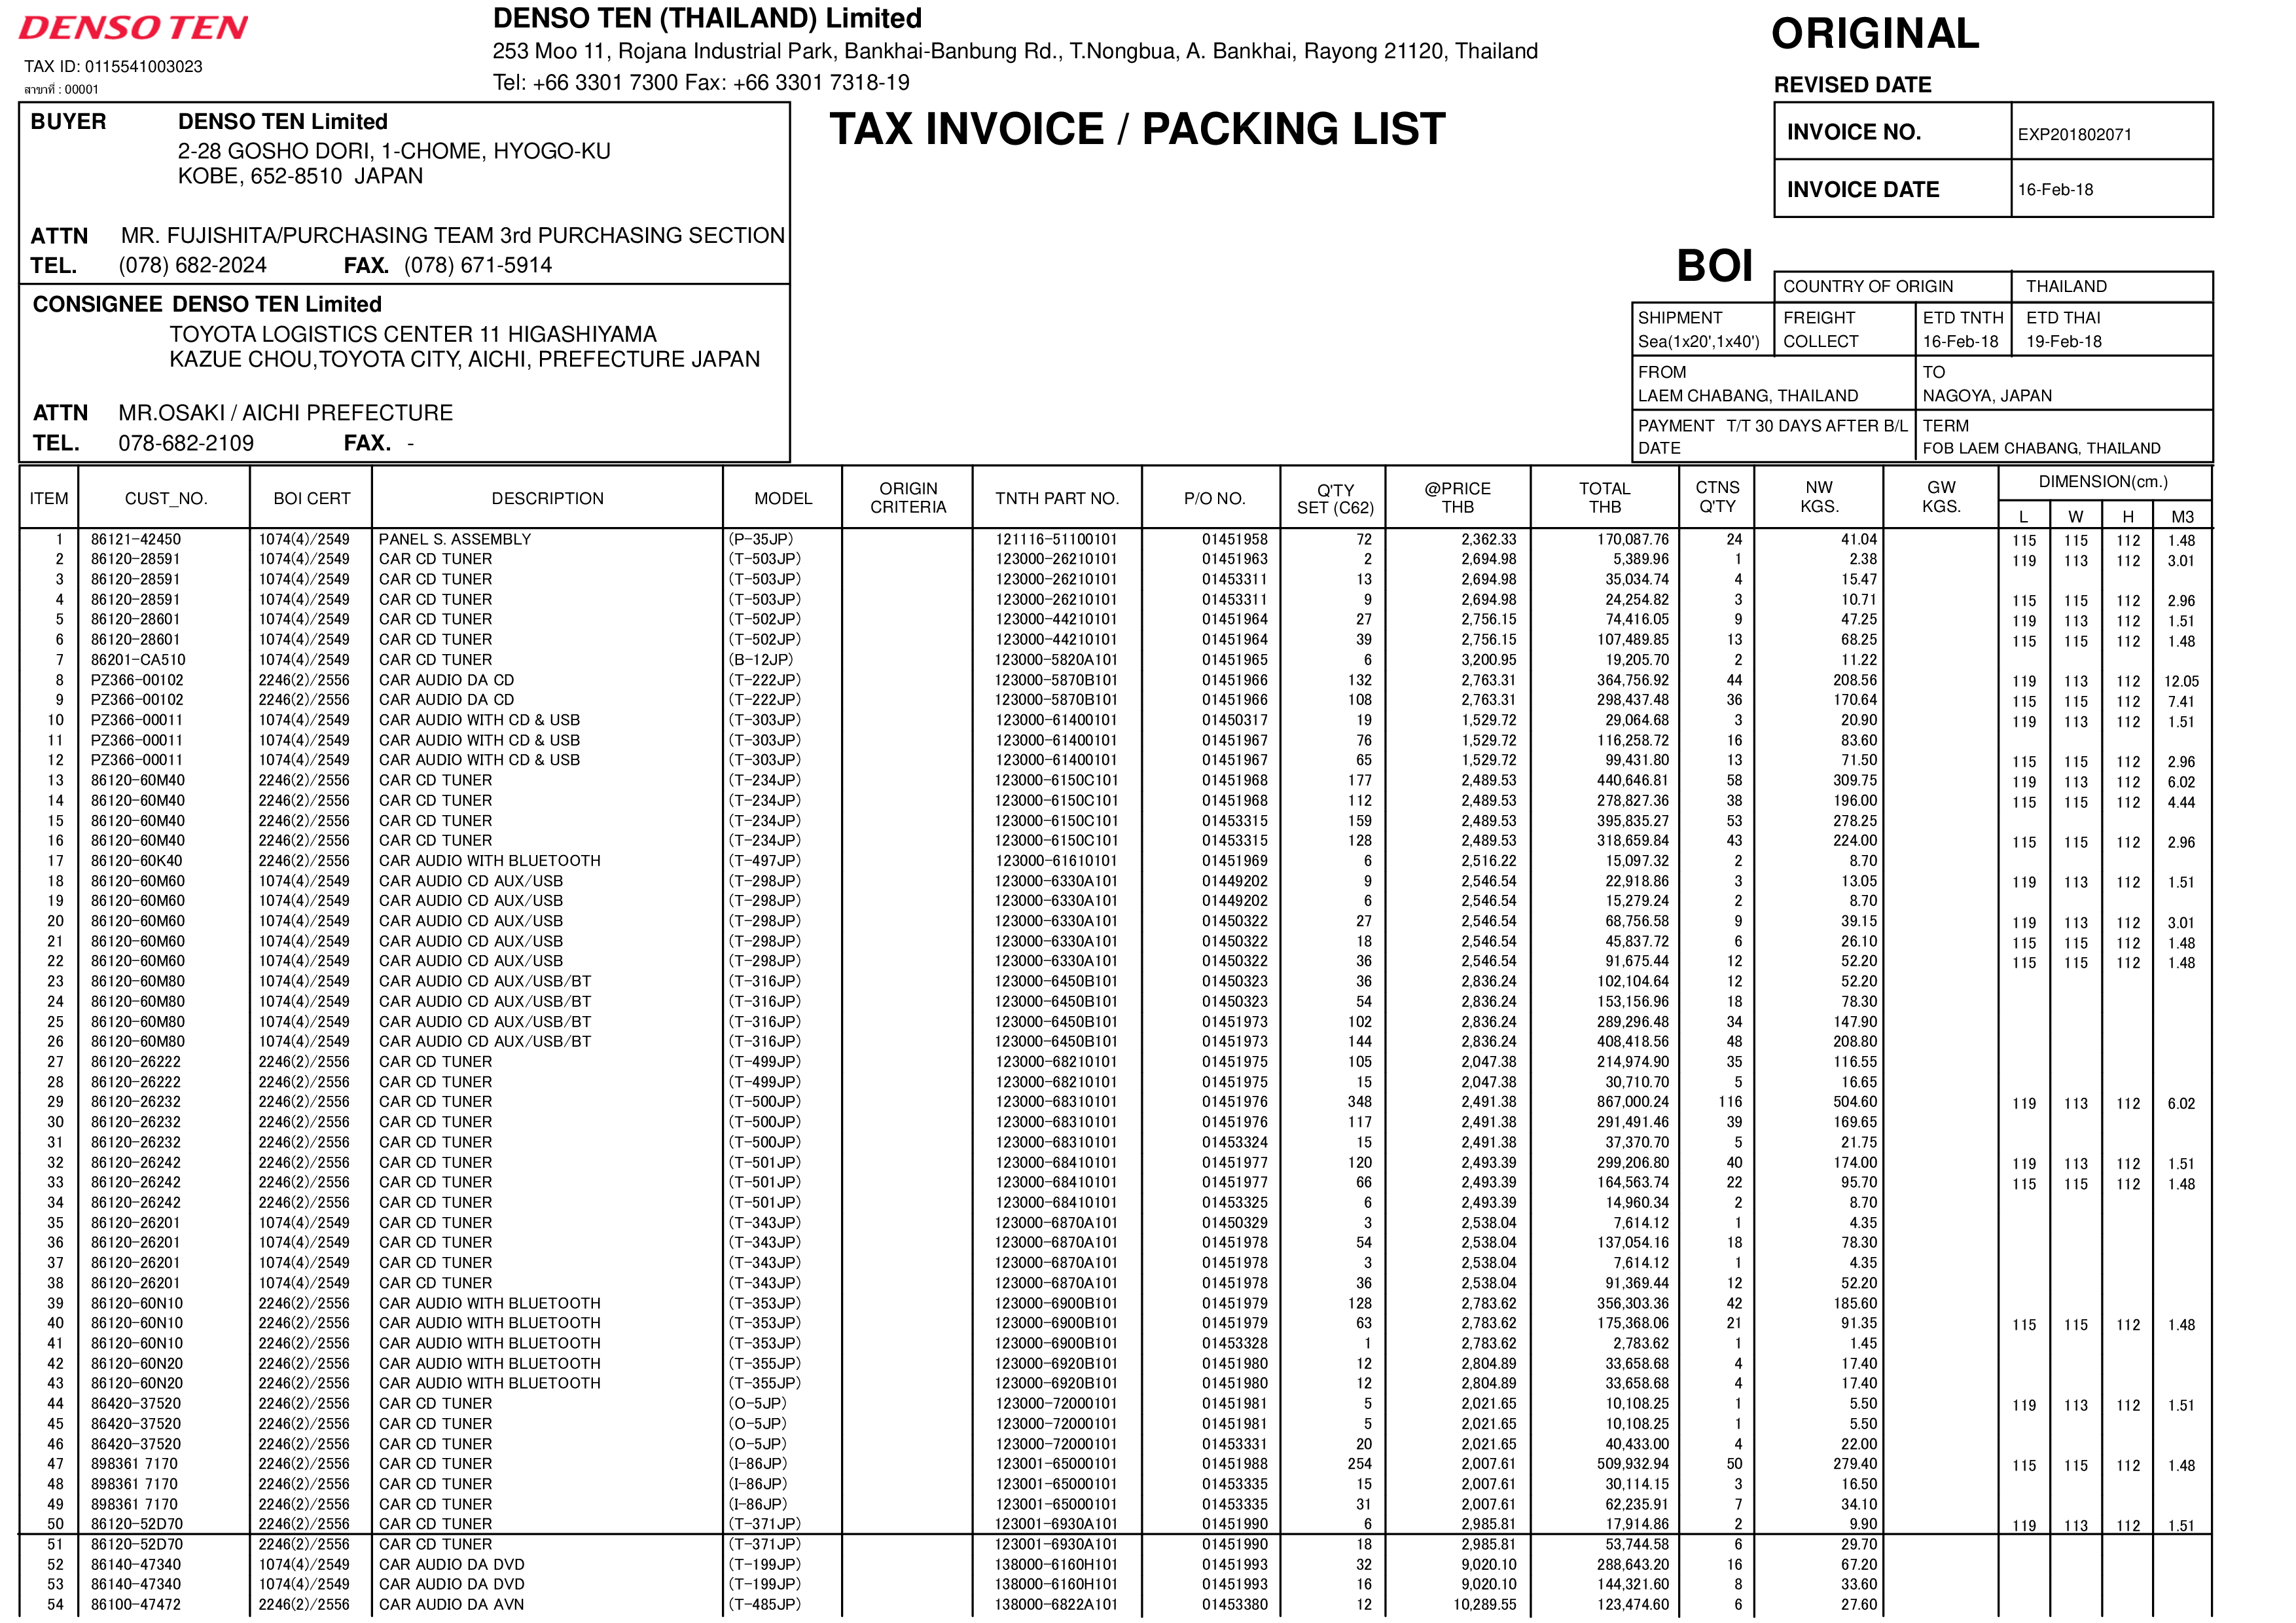 DENSO TEN
TAX ID: 0115541003023
สาขาที่ : 00001
DENSO TEN (THAILAND) Limited
253 Moo 11, Rojana Industrial Park, Bankhai-Banbung Rd., T.Nongbua, A. Bankhai, Rayong 21120, Thailand
Tel: +66 3301 7300 Fax: +66 3301 7318-19
TAX INVOICE / PACKING LIST
ORIGINAL
REVISED DATE
INVOICE NO. EXP201802071
INVOICE DATE 16-Feb-18
BUYER DENSO TEN Limited
2-28 GOSHO DORI, 1-CHOME, HYOGO-KU
KOBE, 652-8510 JAPAN
ATTN MR. FUJISHITA/PURCHASING TEAM 3rd PURCHASING SECTION
TEL. (078) 682-2024 FAX. (078) 671-5914
CONSIGNEE DENSO TEN Limited
TOYOTA LOGISTICS CENTER 11 HIGASHIYAMA
KAZUE CHOU,TOYOTA CITY, AICHI, PREFECTURE JAPAN
ATTN MR.OSAKI / AICHI PREFECTURE
TEL. 078-682-2109 FAX. -
BOI
COUNTRY OF ORIGIN THAILAND
SHIPMENT FREIGHT ETD TNTH ETD THAI
Sea(1x20',1x40') COLLECT 16-Feb-18 19-Feb-18
FROM TO
LAEM CHABANG, THAILAND NAGOYA, JAPAN
PAYMENT T/T 30 DAYS AFTER B/L TERM
DATE FOB LAEM CHABANG, THAILAND
ITEM CUST_NO. BOI CERT DESCRIPTION MODEL ORIGIN CRITERIA TNTH PART NO. P/O NO. Q'TY SET (C62) @PRICE THB TOTAL THB CTNS Q'TY NW KGS. GW KGS. DIMENSION(cm.)
L W H M3
1 86121-42450 1074(4)/2549 PANEL S. ASSEMBLY (P-35JP) 121116-51100101 01451958 72 2,362.33 170,087.76 24 41.04 115 115 112 1.48
2 86120-28591 1074(4)/2549 CAR CD TUNER (T-503JP) 123000-26210101 01451963 2 2,694.98 5,389.96 1 2.38 119 113 112 3.01
3 86120-28591 1074(4)/2549 CAR CD TUNER (T-503JP) 123000-26210101 01453311 13 2,694.98 35,034.74 4 15.47
4 86120-28591 1074(4)/2549 CAR CD TUNER (T-503JP) 123000-26210101 01453311 9 2,694.98 24,254.82 3 10.71 115 115 112 2.96
5 86120-28601 1074(4)/2549 CAR CD TUNER (T-502JP) 123000-44210101 01451964 27 2,756.15 74,416.05 9 47.25 119 113 112 1.51
6 86120-28601 1074(4)/2549 CAR CD TUNER (T-502JP) 123000-44210101 01451964 39 2,756.15 107,489.85 13 68.25 115 115 112 1.48
7 86201-CA510 1074(4)/2549 CAR CD TUNER (B-12JP) 123000-5820A101 01451965 6 3,200.95 19,205.70 2 11.22
8 PZ366-00102 2246(2)/2556 CAR AUDIO DA CD (T-222JP) 123000-5870B101 01451966 132 2,763.31 364,756.92 44 208.56 119 113 112 12.05
9 PZ366-00102 2246(2)/2556 CAR AUDIO DA CD (T-222JP) 123000-5870B101 01451966 108 2,763.31 298,437.48 36 170.64 115 115 112 7.41
10 PZ366-00011 1074(4)/2549 CAR AUDIO WITH CD & USB (T-303JP) 123000-61400101 01450317 19 1,529.72 29,064.68 3 20.90 119 113 112 1.51
11 PZ366-00011 1074(4)/2549 CAR AUDIO WITH CD & USB (T-303JP) 123000-61400101 01451967 76 1,529.72 116,258.72 16 83.60
12 PZ366-00011 1074(4)/2549 CAR AUDIO WITH CD & USB (T-303JP) 123000-61400101 01451967 65 1,529.72 99,431.80 13 71.50 115 115 112 2.96
13 86120-60M40 2246(2)/2556 CAR CD TUNER (T-234JP) 123000-6150C101 01451968 177 2,489.53 440,646.81 58 309.75 119 113 112 6.02
14 86120-60M40 2246(2)/2556 CAR CD TUNER (T-234JP) 123000-6150C101 01451968 112 2,489.53 278,827.36 38 196.00 115 115 112 4.44
15 86120-60M40 2246(2)/2556 CAR CD TUNER (T-234JP) 123000-6150C101 01453315 159 2,489.53 395,835.27 53 278.25
16 86120-60M40 2246(2)/2556 CAR CD TUNER (T-234JP) 123000-6150C101 01453315 128 2,489.53 318,659.84 43 224.00 115 115 112 2.96
17 86120-60K40 2246(2)/2556 CAR AUDIO WITH BLUETOOTH (T-497JP) 123000-61610101 01451969 6 2,516.22 15,097.32 2 8.70
18 86120-60M60 1074(4)/2549 CAR AUDIO CD AUX/USB (T-298JP) 123000-6330A101 01449202 9 2,546.54 22,918.86 3 13.05 119 113 112 1.51
19 86120-60M60 1074(4)/2549 CAR AUDIO CD AUX/USB (T-298JP) 123000-6330A101 01449202 6 2,546.54 15,279.24 2 8.70
20 86120-60M60 1074(4)/2549 CAR AUDIO CD AUX/USB (T-298JP) 123000-6330A101 01450322 27 2,546.54 68,756.58 9 39.15 119 113 112 3.01
21 86120-60M60 1074(4)/2549 CAR AUDIO CD AUX/USB (T-298JP) 123000-6330A101 01450322 18 2,546.54 45,837.72 6 26.10 115 115 112 1.48
22 86120-60M60 1074(4)/2549 CAR AUDIO CD AUX/USB (T-298JP) 123000-6330A101 01450322 36 2,546.54 91,675.44 12 52.20 115 115 112 1.48
23 86120-60M80 1074(4)/2549 CAR AUDIO CD AUX/USB/BT (T-316JP) 123000-6450B101 01450323 36 2,836.24 102,104.64 12 52.20
24 86120-60M80 1074(4)/2549 CAR AUDIO CD AUX/USB/BT (T-316JP) 123000-6450B101 01450323 54 2,836.24 153,156.96 18 78.30
25 86120-60M80 1074(4)/2549 CAR AUDIO CD AUX/USB/BT (T-316JP) 123000-6450B101 01451973 102 2,836.24 289,296.48 34 147.90
26 86120-60M80 1074(4)/2549 CAR AUDIO CD AUX/USB/BT (T-316JP) 123000-6450B101 01451973 144 2,836.24 408,418.56 48 208.80
27 86120-26222 2246(2)/2556 CAR CD TUNER (T-499JP) 123000-68210101 01451975 105 2,047.38 214,974.90 35 116.55
28 86120-26222 2246(2)/2556 CAR CD TUNER (T-499JP) 123000-68210101 01451975 15 2,047.38 30,710.70 5 16.65
29 86120-26232 2246(2)/2556 CAR CD TUNER (T-500JP) 123000-68310101 01451976 348 2,491.38 867,000.24 116 504.60 119 113 112 6.02
30 86120-26232 2246(2)/2556 CAR CD TUNER (T-500JP) 123000-68310101 01451976 117 2,491.38 291,491.46 39 169.65
31 86120-26232 2246(2)/2556 CAR CD TUNER (T-500JP) 123000-68310101 01453324 15 2,491.38 37,370.70 5 21.75
32 86120-26242 2246(2)/2556 CAR CD TUNER (T-501JP) 123000-68410101 01451977 120 2,493.39 299,206.80 40 174.00 119 113 112 1.51
33 86120-26242 2246(2)/2556 CAR CD TUNER (T-501JP) 123000-68410101 01451977 66 2,493.39 164,563.74 22 95.70 115 115 112 1.48
34 86120-26242 2246(2)/2556 CAR CD TUNER (T-501JP) 123000-68410101 01453325 6 2,493.39 14,960.34 2 8.70
35 86120-26201 1074(4)/2549 CAR CD TUNER (T-343JP) 123000-6870A101 01450329 3 2,538.04 7,614.12 1 4.35
36 86120-26201 1074(4)/2549 CAR CD TUNER (T-343JP) 123000-6870A101 01451978 54 2,538.04 137,054.16 18 78.30
37 86120-26201 1074(4)/2549 CAR CD TUNER (T-343JP) 123000-6870A101 01451978 3 2,538.04 7,614.12 1 4.35
38 86120-26201 1074(4)/2549 CAR CD TUNER (T-343JP) 123000-6870A101 01451978 36 2,538.04 91,369.44 12 52.20
39 86120-60N10 2246(2)/2556 CAR AUDIO WITH BLUETOOTH (T-353JP) 123000-6900B101 01451979 128 2,783.62 356,303.36 42 185.60
40 86120-60N10 2246(2)/2556 CAR AUDIO WITH BLUETOOTH (T-353JP) 123000-6900B101 01451979 63 2,783.62 175,368.06 21 91.35 115 115 112 1.48
41 86120-60N10 2246(2)/2556 CAR AUDIO WITH BLUETOOTH (T-353JP) 123000-6900B101 01453328 1 2,783.62 2,783.62 1 1.45
42 86120-60N20 2246(2)/2556 CAR AUDIO WITH BLUETOOTH (T-355JP) 123000-6920B101 01451980 12 2,804.89 33,658.68 4 17.40
43 86120-60N20 2246(2)/2556 CAR AUDIO WITH BLUETOOTH (T-355JP) 123000-6920B101 01451980 12 2,804.89 33,658.68 4 17.40
44 86420-37520 2246(2)/2556 CAR CD TUNER (O-5JP) 123000-72000101 01451981 5 2,021.65 10,108.25 1 5.50 119 113 112 1.51
45 86420-37520 2246(2)/2556 CAR CD TUNER (O-5JP) 123000-72000101 01451981 5 2,021.65 10,108.25 1 5.50
46 86420-37520 2246(2)/2556 CAR CD TUNER (O-5JP) 123000-72000101 01453331 20 2,021.65 40,433.00 4 22.00
47 898361 7170 2246(2)/2556 CAR CD TUNER (I-86JP) 123001-65000101 01451988 254 2,007.61 509,932.94 50 279.40 115 115 112 1.48
48 898361 7170 2246(2)/2556 CAR CD TUNER (I-86JP) 123001-65000101 01453335 15 2,007.61 30,114.15 3 16.50
49 898361 7170 2246(2)/2556 CAR CD TUNER (I-86JP) 123001-65000101 01453335 31 2,007.61 62,235.91 7 34.10
50 86120-52D70 2246(2)/2556 CAR CD TUNER (T-371JP) 123001-6930A101 01451990 6 2,985.81 17,914.86 2 9.90 119 113 112 1.51
51 86120-52D70 2246(2)/2556 CAR CD TUNER (T-371JP) 123001-6930A101 01451990 18 2,985.81 53,744.58 6 29.70
52 86140-47340 1074(4)/2549 CAR AUDIO DA DVD (T-199JP) 138000-6160H101 01451993 32 9,020.10 288,643.20 16 67.20
53 86140-47340 1074(4)/2549 CAR AUDIO DA DVD (T-199JP) 138000-6160H101 01451993 16 9,020.10 144,321.60 8 33.60
54 86100-47472 2246(2)/2556 CAR AUDIO DA AVN (T-485JP) 138000-6822A101 01453380 12 10,289.55 123,474.60 6 27.60